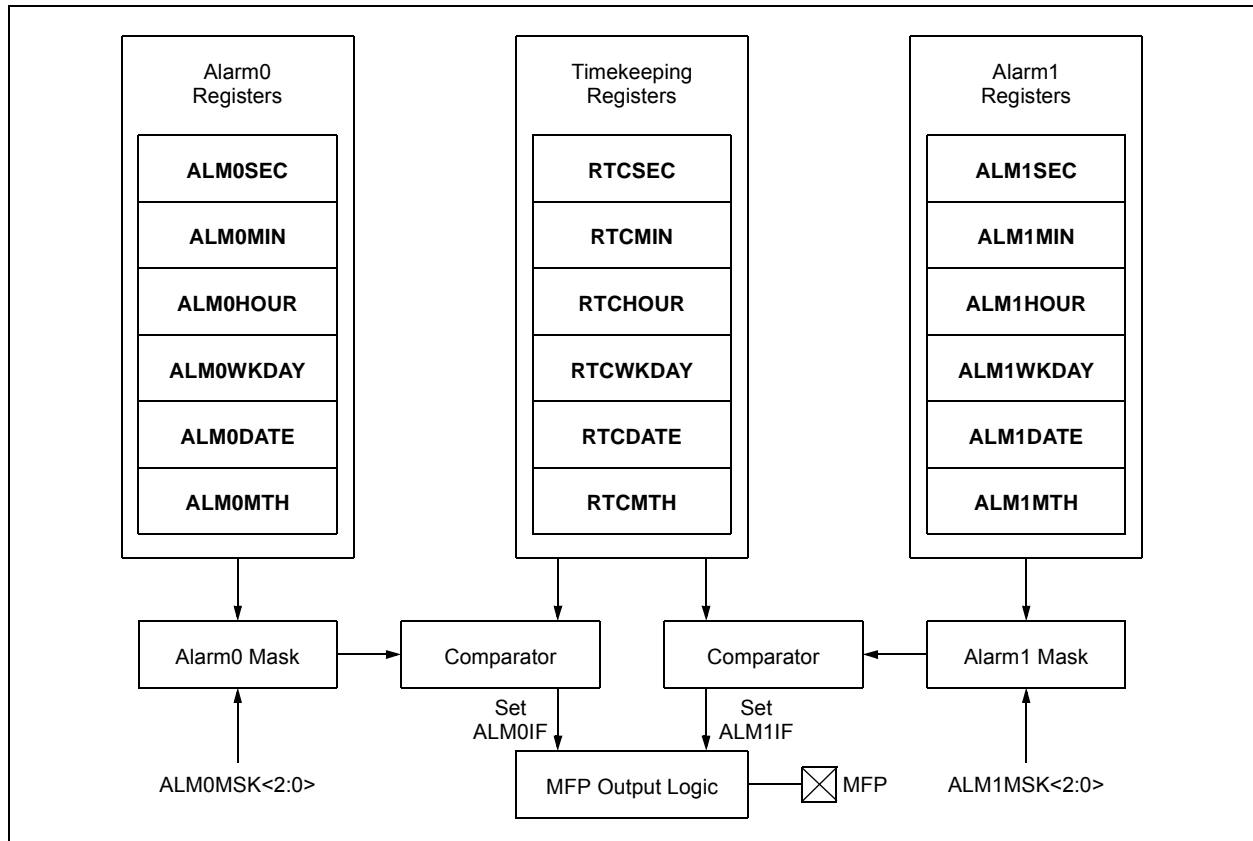 Alarm0
Registers
ALM0SEC
ALM0MIN
ALM0HOUR
ALM0WKDAY
ALM0DATE
ALM0MTH
Timekeeping
Registers
RTCSEC
RTCMIN
RTCHOUR
RTCWKDAY
RTCDATE
RTCMTH
Alarm1
Registers
ALM1SEC
ALM1MIN
ALM1HOUR
ALM1WKDAY
ALM1DATE
ALM1MTH
Alarm0 Mask
Comparator
Comparator
Alarm1 Mask
Set
ALM0IF
Set
ALM1IF
ALM0MSK<2:0>
MFP Output Logic
MFP
ALM1MSK<2:0>